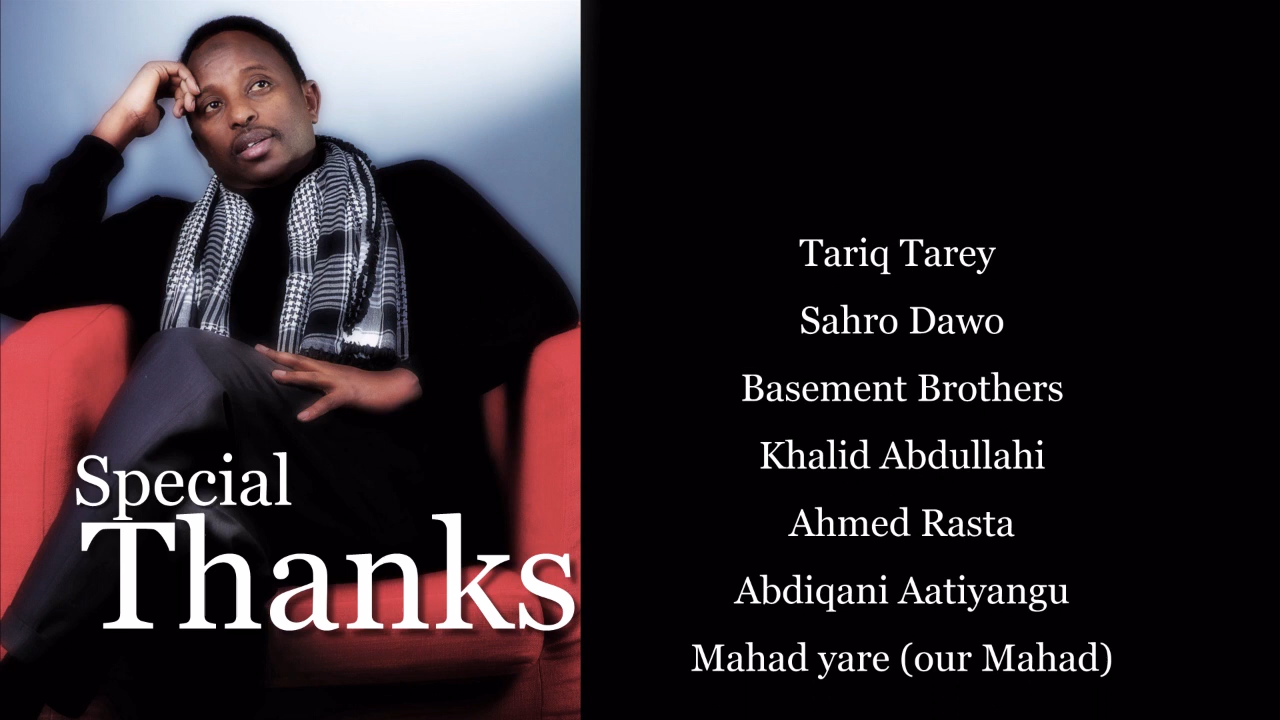 Special
Thanks
Tariq Tarey
Sahro Dawo
Basement Brothers
Khalid Abdullahi
Ahmed Rasta
Abdiqani Aatiyangu
Mahad yare (our Mahad)